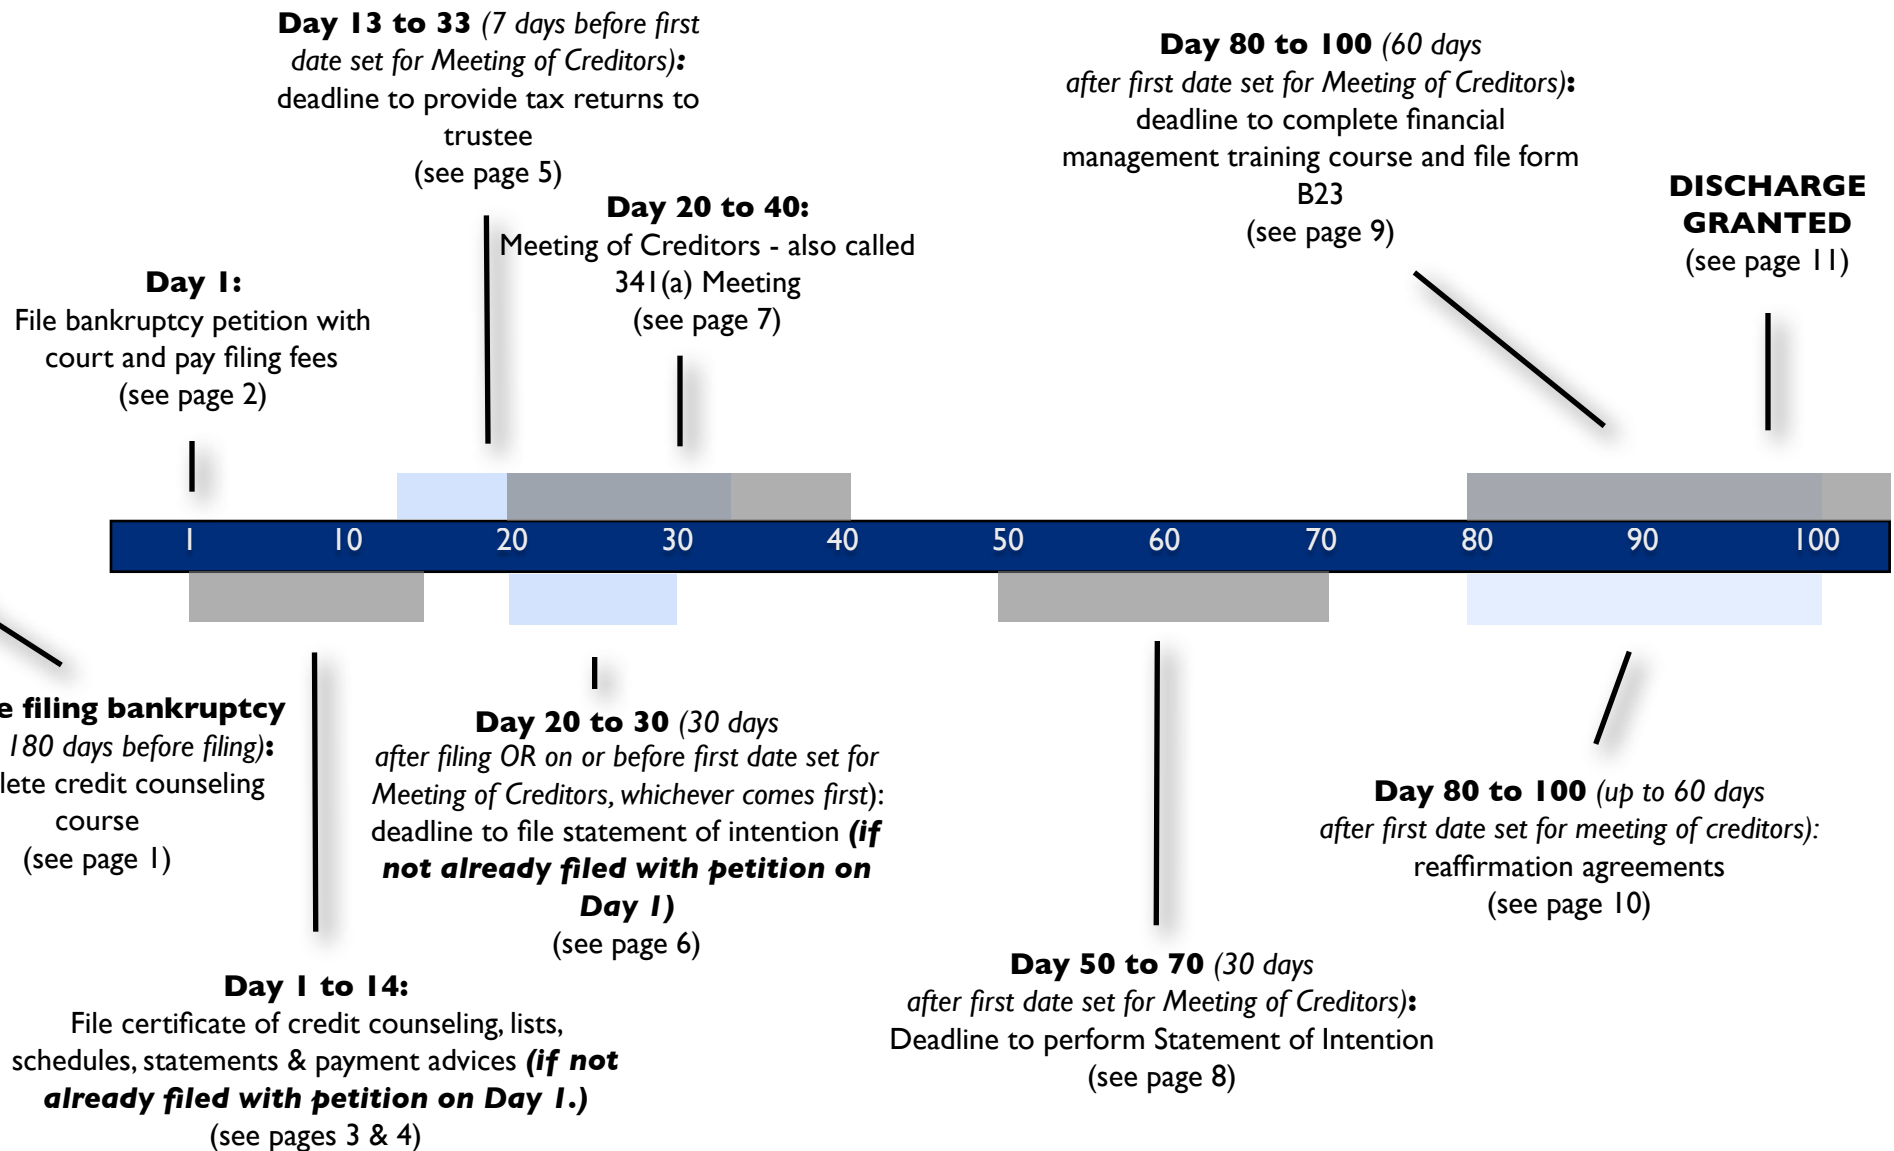 Day 13 to 33 (7 days before first
date set for Meeting of Creditors):
deadline to provide tax returns to
trustee
(see page 5)
Day 80 to 100 (60 days
after first date set for Meeting of Creditors):
deadline to complete financial
management training course and file form
B23
(see page 9)
DISCHARGE
GRANTED
(see page 11)
Day 20 to 40:
Meeting of Creditors - also called
341(a) Meeting
(see page 7)
Day 1:
File bankruptcy petition with
court and pay filing fees
(see page 2)
1 10 20 30 40 50 60 70 80 90 100
e filing bankruptcy
180 days before filing):
lete credit counseling
course
(see page 1)
Day 20 to 30 (30 days
after filing OR on or before first date set for
Meeting of Creditors, whichever comes first):
deadline to file statement of intention (if
not already filed with petition on
Day 1)
(see page 6)
Day 80 to 100 (up to 60 days
after first date set for meeting of creditors):
reaffirmation agreements
(see page 10)
Day 1 to 14:
File certificate of credit counseling, lists,
schedules, statements & payment advices (if not
already filed with petition on Day 1.)
(see pages 3 & 4)
Day 50 to 70 (30 days
after first date set for Meeting of Creditors):
Deadline to perform Statement of Intention
(see page 8)